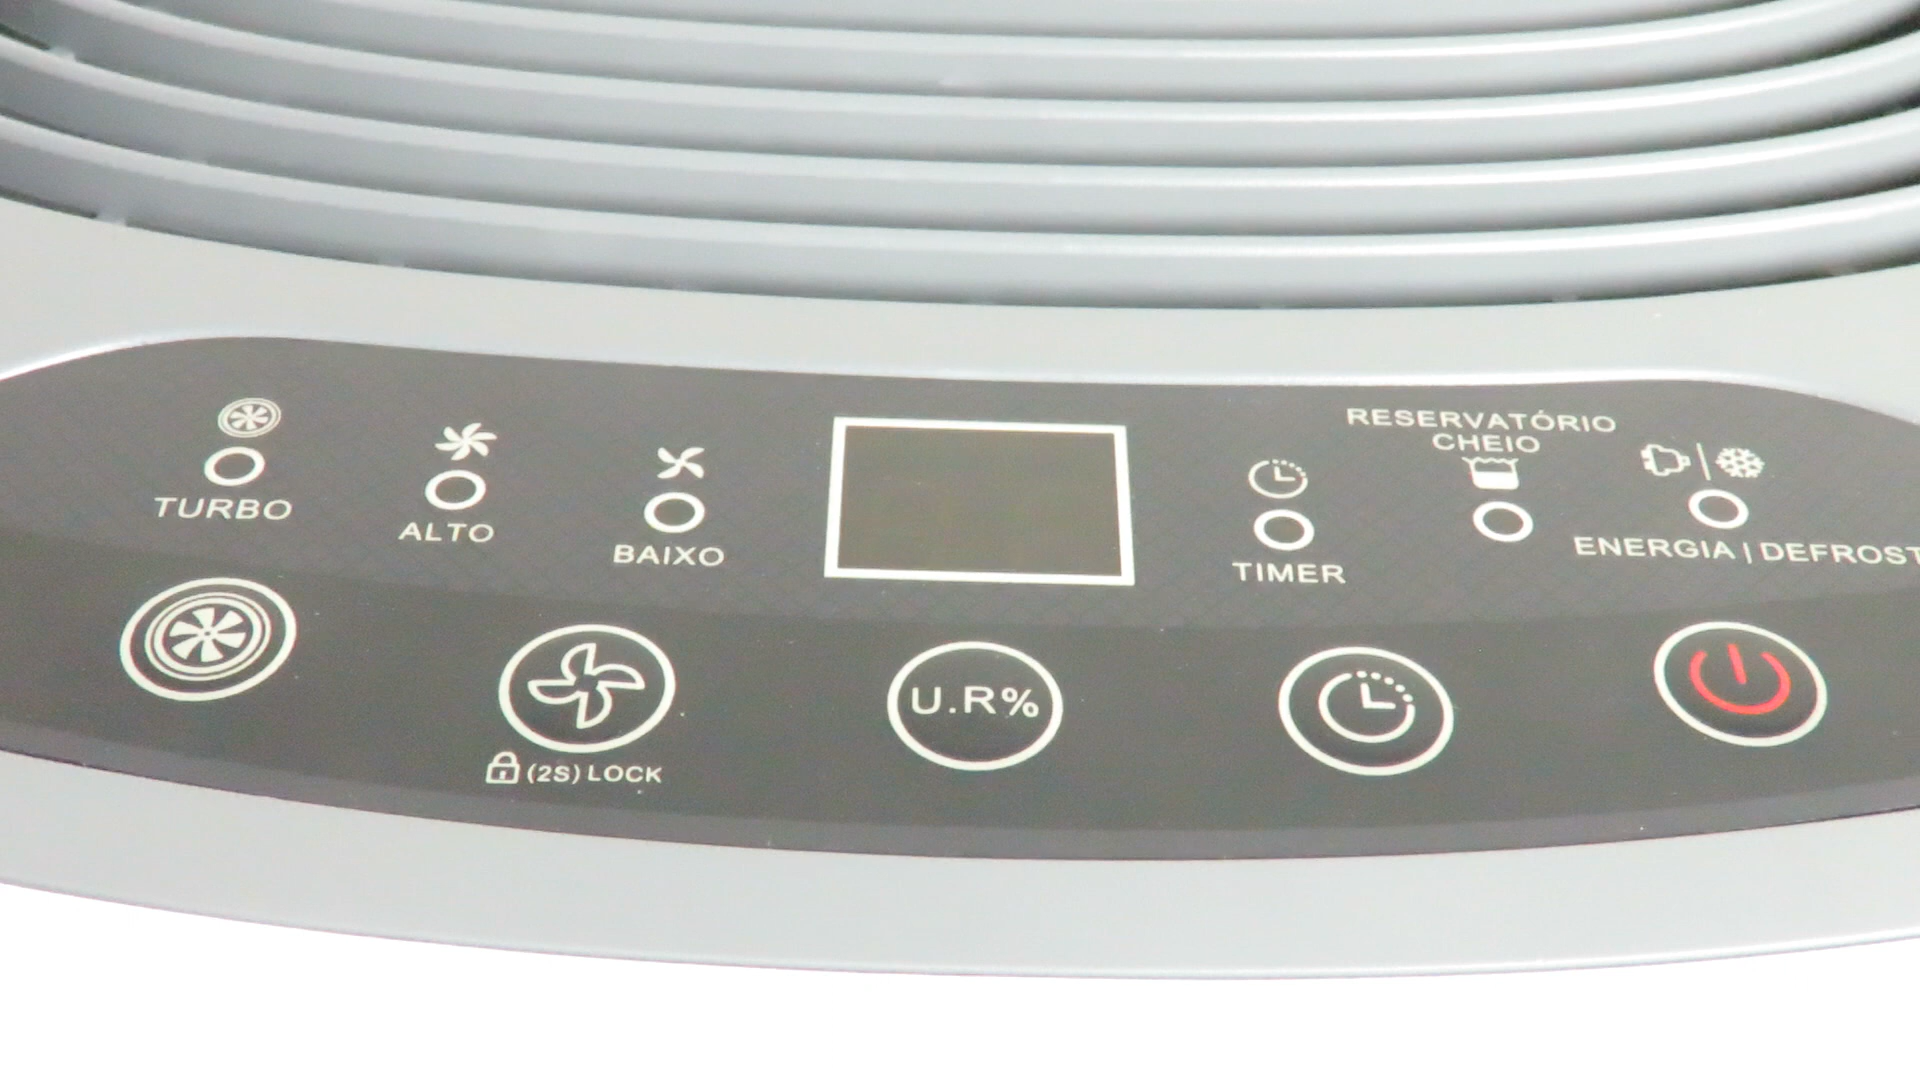 TURBO
ALTO
BAIXO
TIMER
RESERVATÓRIO
CHEIO
ENERGIA | DEFROST
(2S) LOCK
U.R%